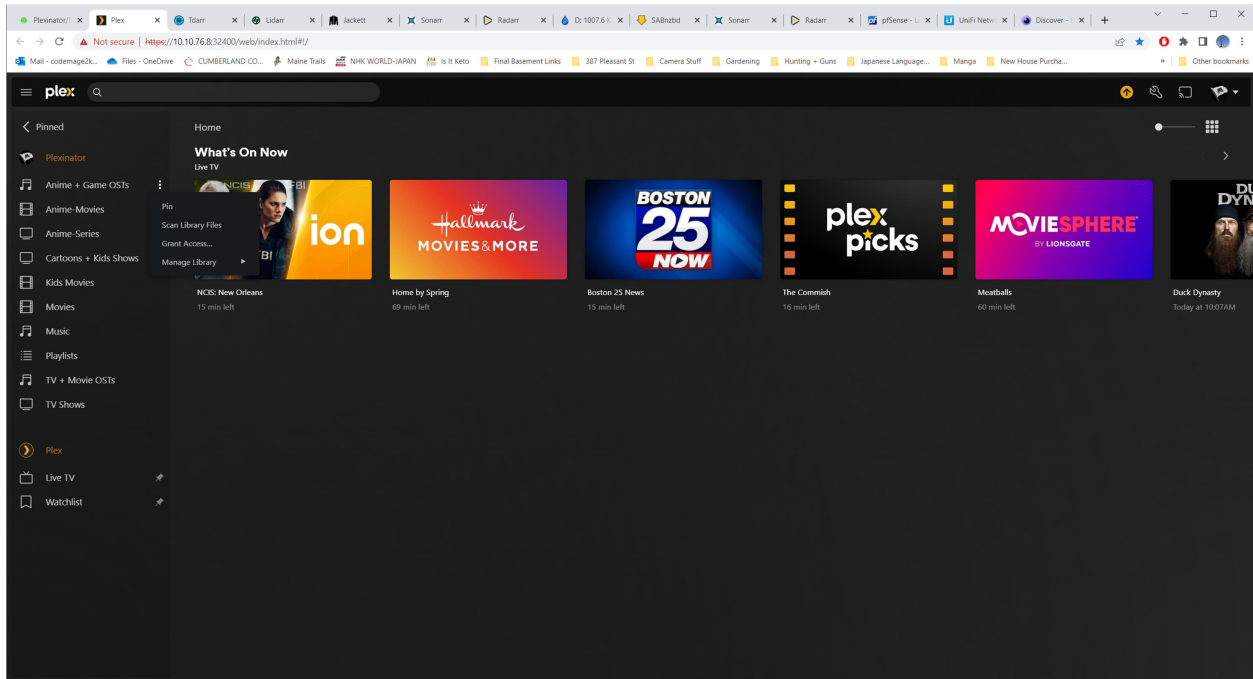 Plexinator/ Plex Tdarr Lidarr Jackett Sonarr Radarr D: 1007.6 K SABnzbd Sonarr Radarr pfSense - L UniFi Netw Discover -
Not secure | https://10.10.76.8:32400/web/index.html#!/
Mail - codemage2k... Files - OneDrive CUMBERLAND CO... Maine Trails NHK WORLD-JAPAN Is It Keto Final Basement Links 387 Pleasant St Camera Stuff Gardening Hunting + Guns Japanese Language... Manga New House Purcha... » Other bookmarks
plex
Pinned
Home
What's On Now
Live TV
Plexinator
Anime + Game OSTs
Anime-Movies
Anime-Series
Cartoons + Kids Shows
Kids Movies
Movies
Music
Playlists
TV + Movie OSTs
TV Shows
Plex
Live TV
Watchlist
Pin
Scan Library Files
Grant Access...
Manage Library
NCIS FBI
ion
FBI
NCIS: New Orleans
15 min left
Hallmark
MOVIES&MORE
Home by Spring
69 min left
BOSTON
25
NOW
Boston 25 News
15 min left
plex
picks
The Commish
16 min left
MOVIESPHERE
BY LIONSGATE
Meatballs
60 min left
DU
DYN
Duck Dynasty
Today at 10:07AM